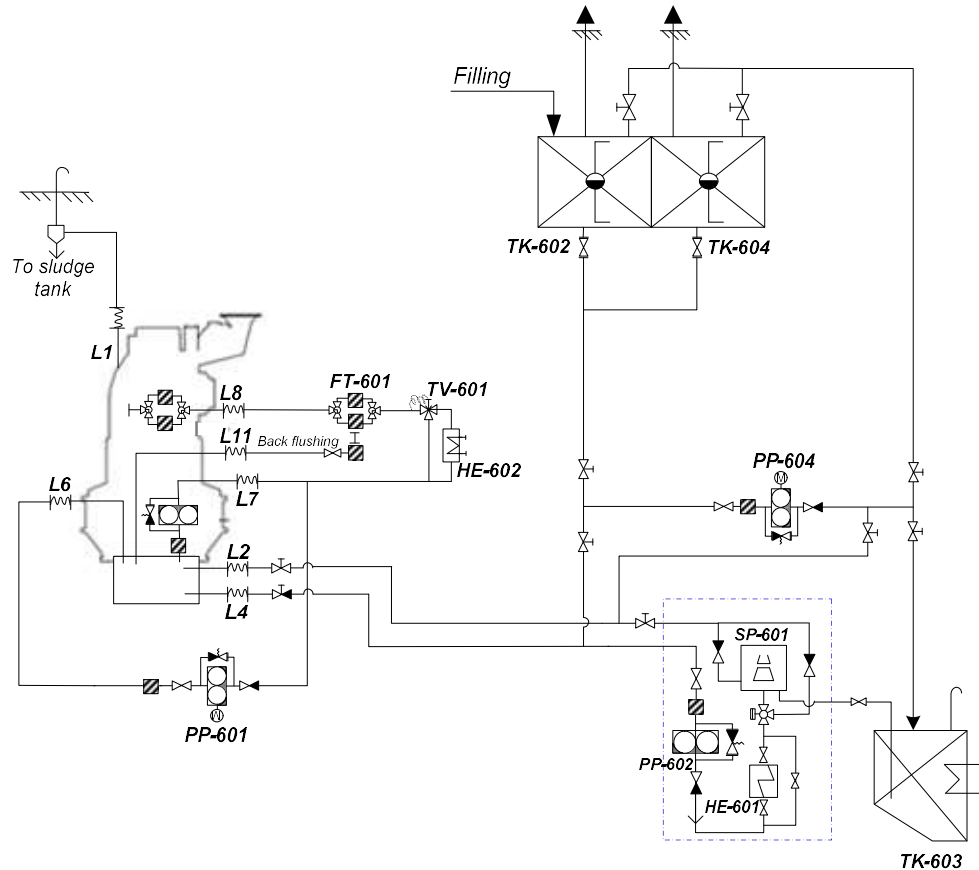 Filling
TK-602
TK-604
To sludge
tank
L1
L8
FT-601
TV-601
L11
Back flushing
HE-602
L6
L7
PP-604
L2
L4
SP-601
PP-601
PP-602
HE-601
TK-603